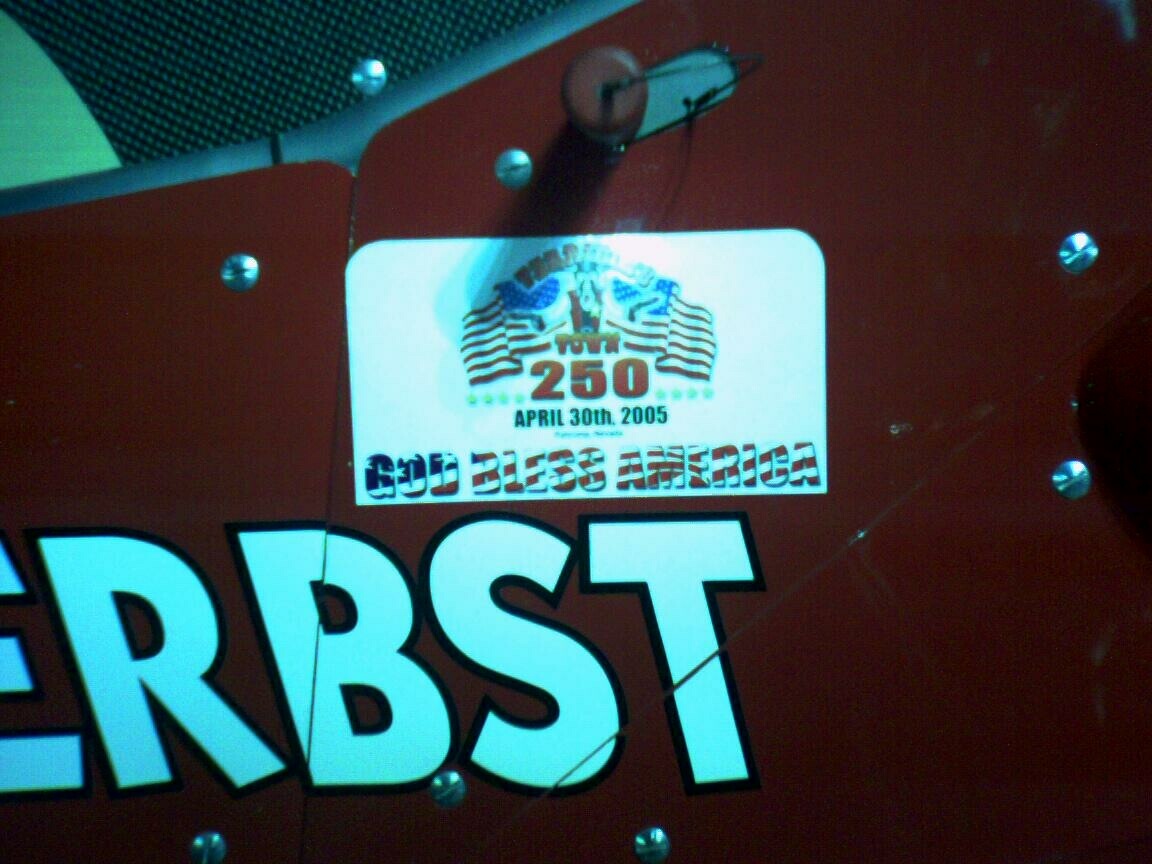 TOWN
250
APRIL 30th, 2005
GOD BLESS AMERICA
ERBST